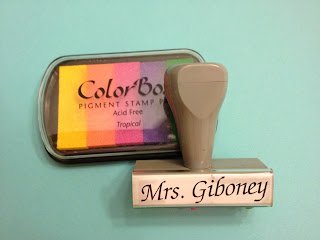 ColorBox
PIGMENT STAMP PAD
Acid Free
Tropical
Mrs. Giboney